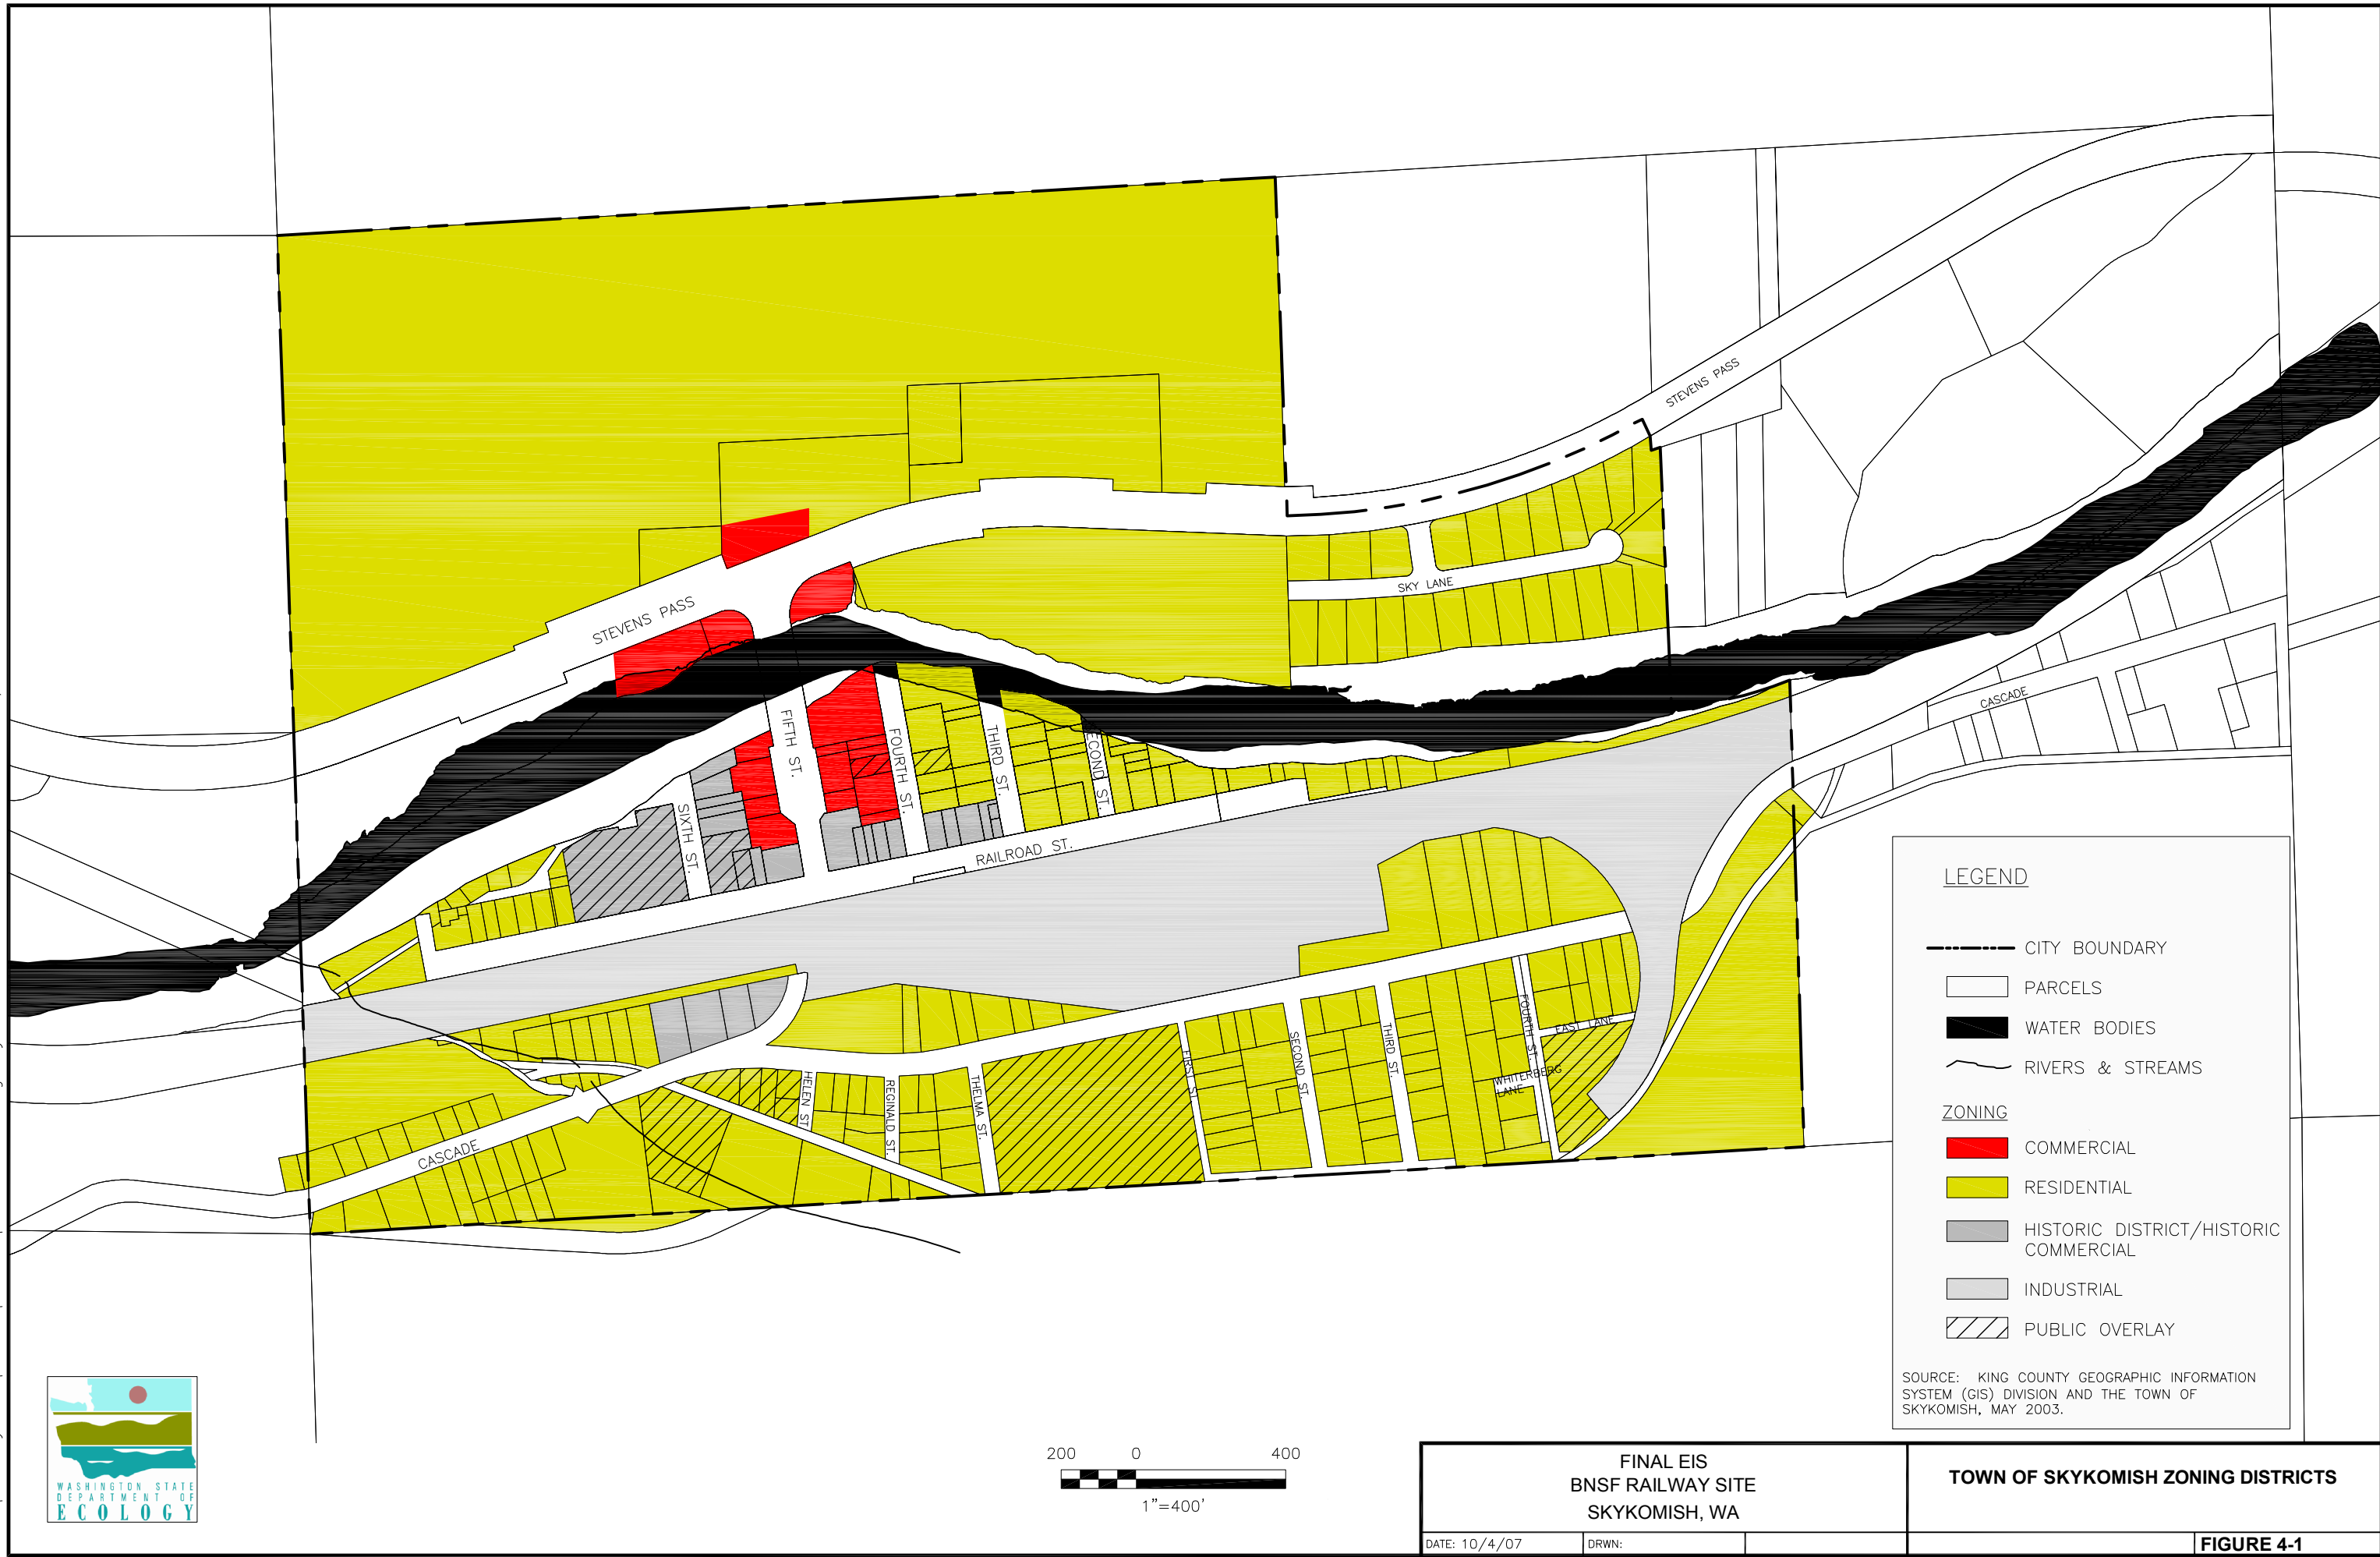 STEVENS PASS
STEVENS PASS
SKY LANE
CASCADE
FIFTH ST.
FOURTH ST.
THIRD ST.
ECOND ST.
SIXTH ST.
RAILROAD ST.
FOURTH ST.
EAST LANE
FIRST ST.
SECOND ST.
THIRD ST.
WHITERBERG
LANE
HELEN ST.
REGINALD ST.
THELMA ST.
CASCADE
LEGEND
CITY BOUNDARY
PARCELS
WATER BODIES
RIVERS & STREAMS
ZONING
COMMERCIAL
RESIDENTIAL
HISTORIC DISTRICT/HISTORIC
COMMERCIAL
INDUSTRIAL
PUBLIC OVERLAY
SOURCE: KING COUNTY GEOGRAPHIC INFORMATION
SYSTEM (GIS) DIVISION AND THE TOWN OF
SKYKOMISH, MAY 2003.
WASHINGTON STATE
DEPARTMENT OF
ECOLOGY
200 0 400
1"=400'
FINAL EIS
BNSF RAILWAY SITE
SKYKOMISH, WA
DATE: 10/4/07
DRWN:
TOWN OF SKYKOMISH ZONING DISTRICTS
FIGURE 4-1